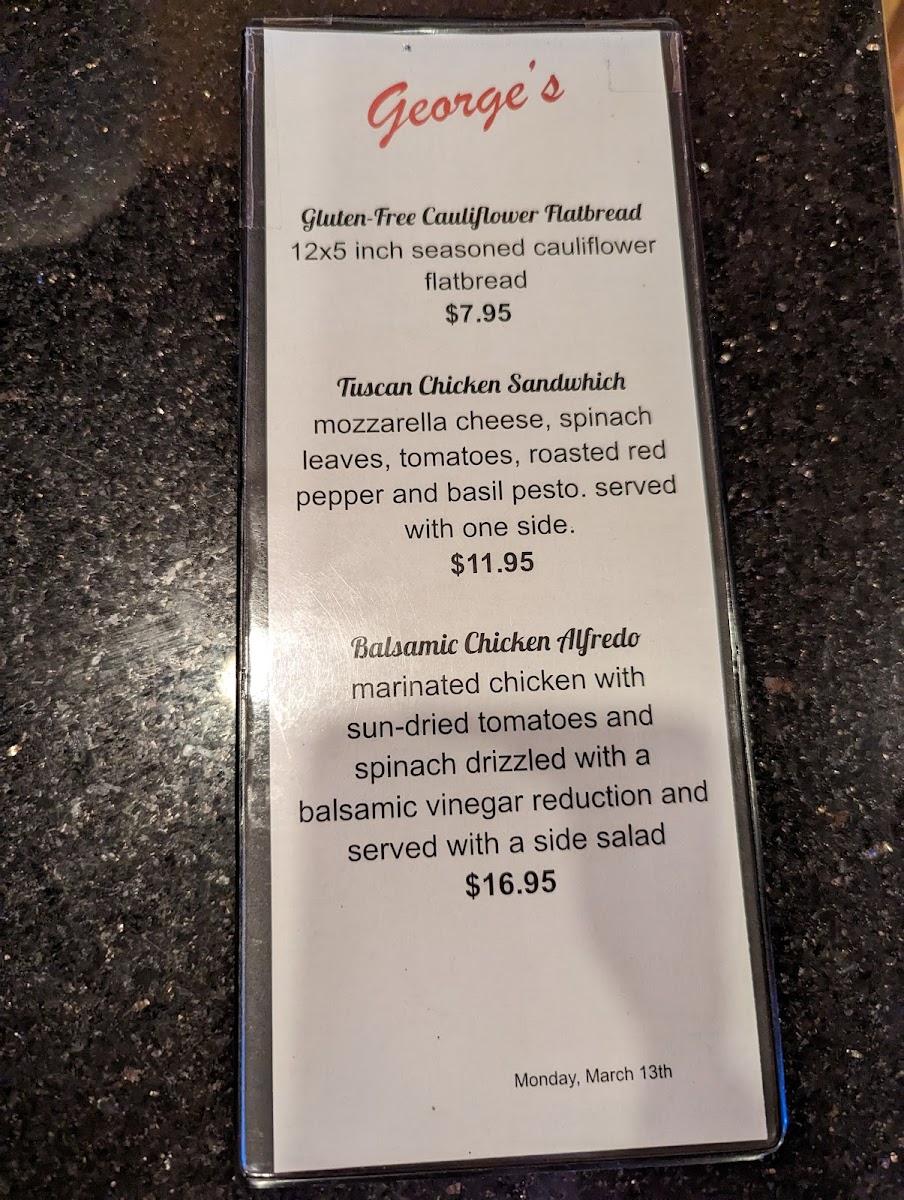 George's
Gluten-Free Cauliflower Flatbread
12x5 inch seasoned cauliflower
flatbread
$7.95
Tuscan Chicken Sandwhich
mozzarella cheese, spinach
leaves, tomatoes, roasted red
pepper and basil pesto. served
with one side.
$11.95
Balsamic Chicken Alfredo
marinated chicken with
sun-dried tomatoes and
spinach drizzled with a
balsamic vinegar reduction and
served with a side salad
$16.95
Monday, March 13th